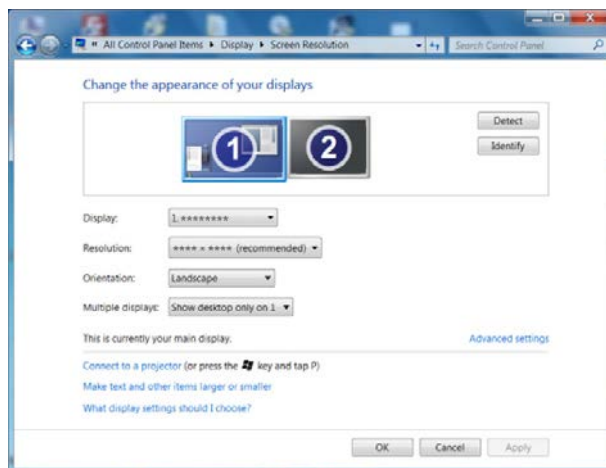 « All Control Panel Items ▸ Display ▸ Screen Resolution
Search Control Panel
Change the appearance of your displays
1
2
Detect
Identify
Display:
1. ********
Resolution:
**** × **** (recommended)
Orientation:
Landscape
Multiple displays:
Show desktop only on 1
This is currently your main display.
Advanced settings
Connect to a projector (or press the key and tap P)
Make text and other items larger or smaller
What display settings should I choose?
OK
Cancel
Apply